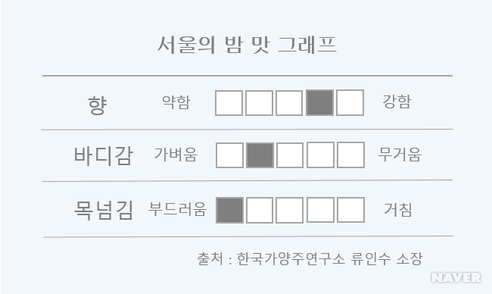 서울의 밤 맛 그래프
향 약함 강함
바디감 가벼움 무거움
목넘김 부드러움 거침
출처 : 한국가양주연구소 류인수 소장
NAVER